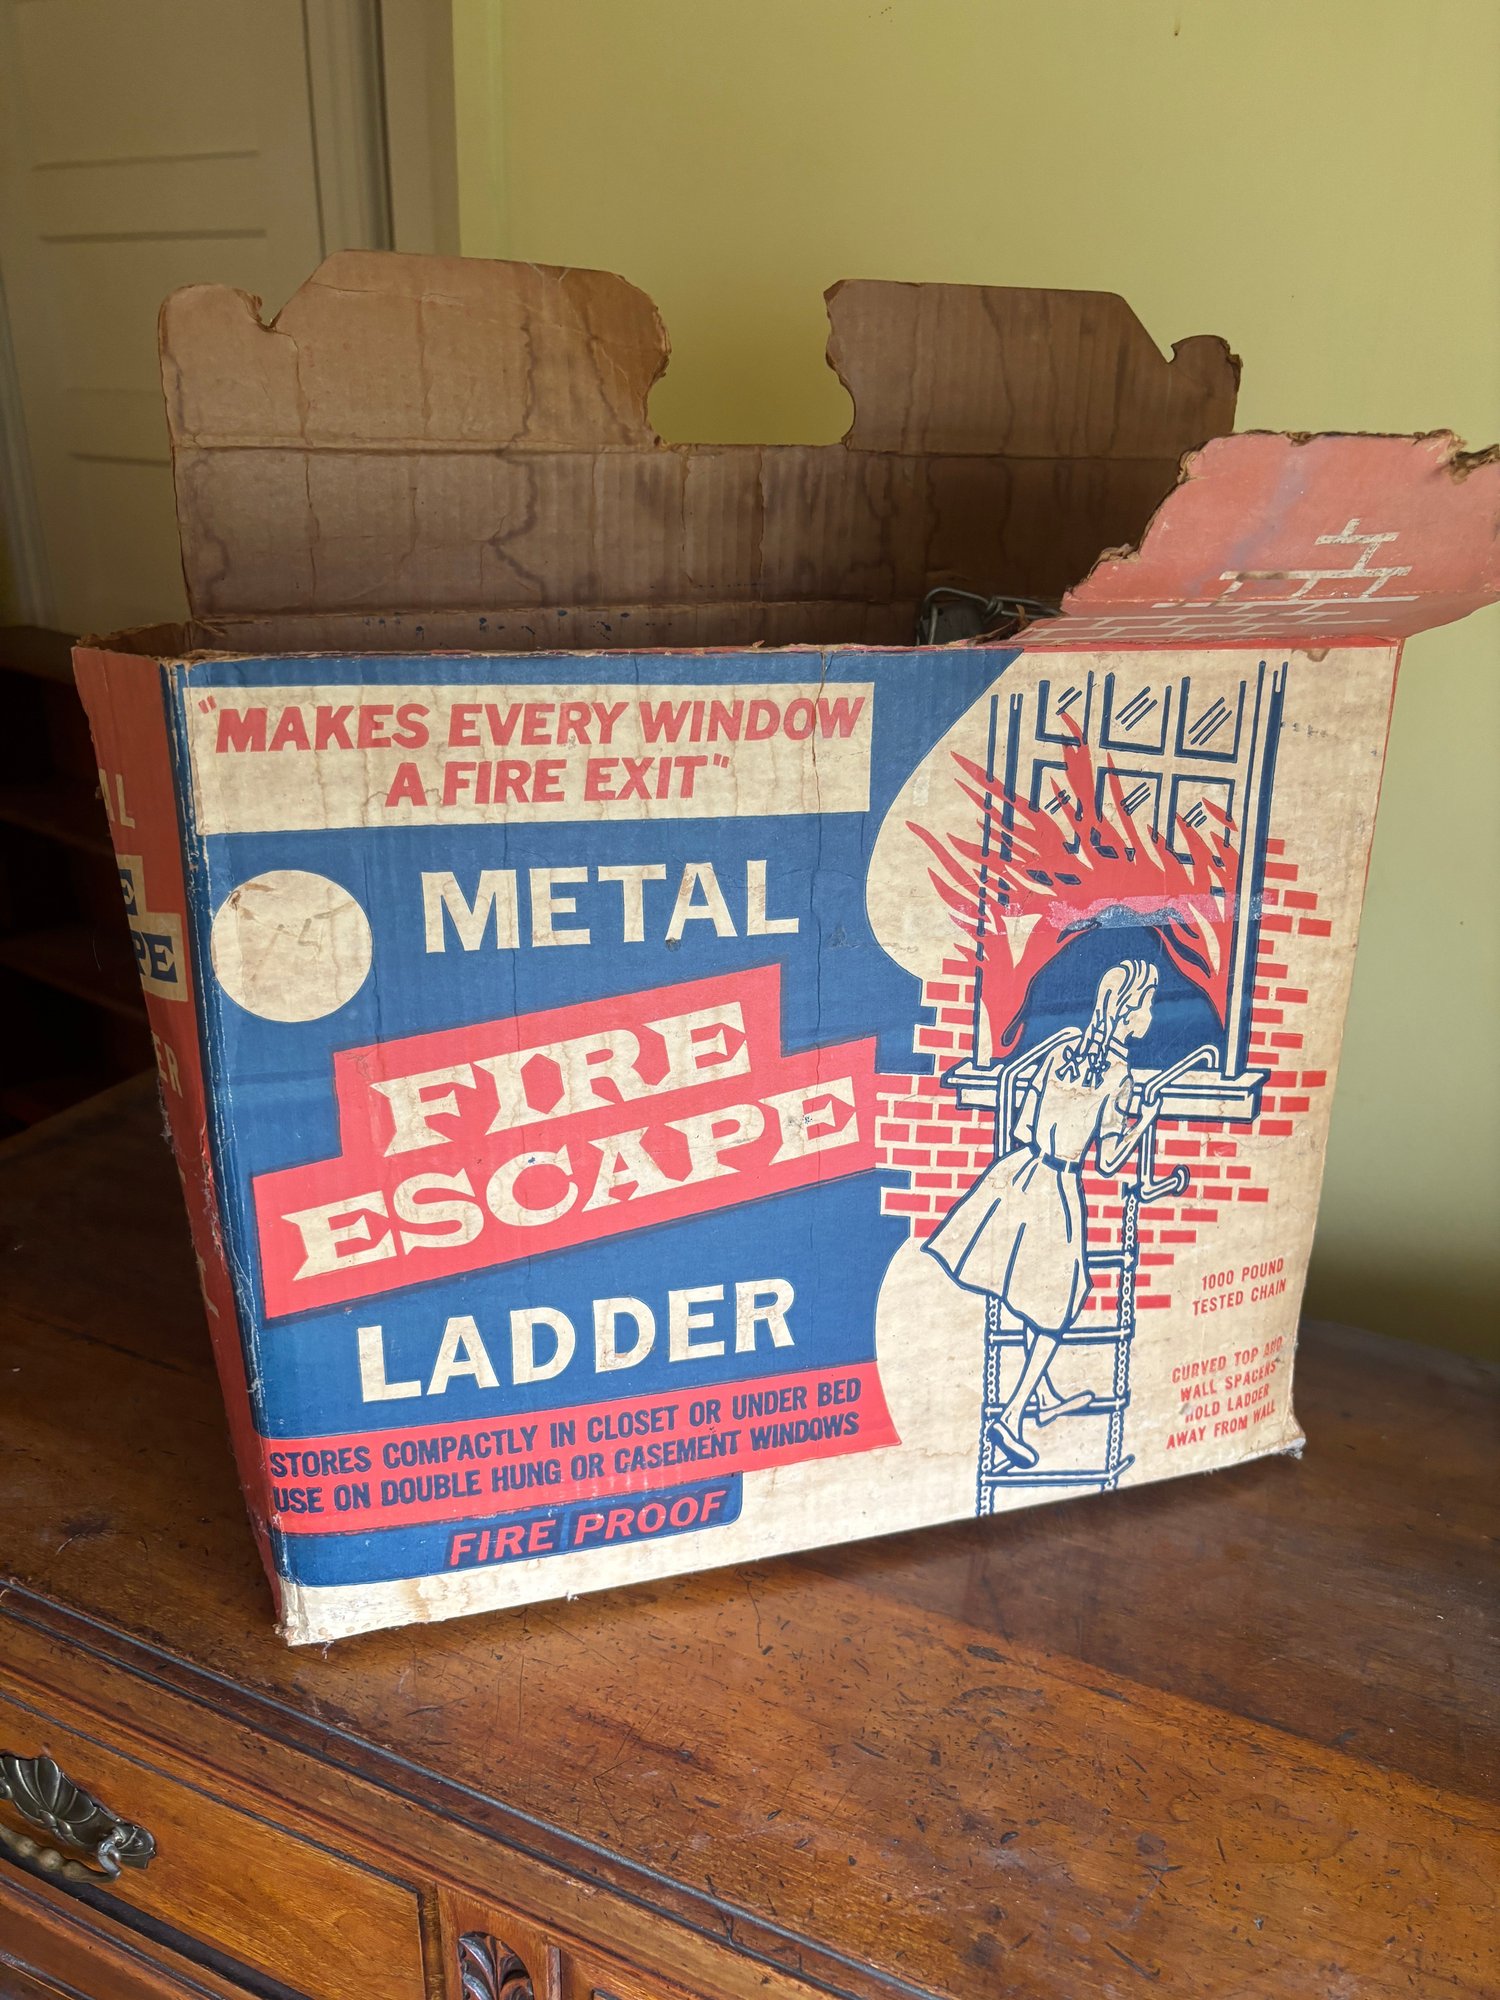 "MAKES EVERY WINDOW
A FIRE EXIT"
METAL
FIRE
ESCAPE
LADDER
STORES COMPACTLY IN CLOSET OR UNDER BED
USE ON DOUBLE HUNG OR CASEMENT WINDOWS
FIRE PROOF
1000 POUND
TESTED CHAIN
CURVED TOP AND
WALL SPACERS
HOLD LADDER
AWAY FROM WALL